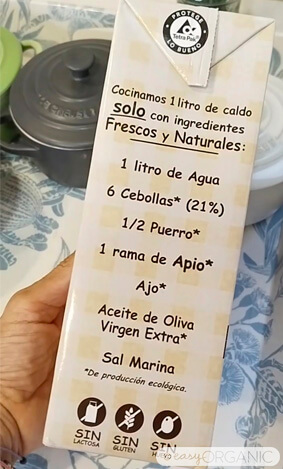 PROTEGE
Tetra Pak
LO BUENO
Cocinamos 1 litro de caldo
solo con ingredientes
Frescos y Naturales:
1 litro de Agua
6 Cebollas* (21%)
1/2 Puerro*
1 rama de Apio*
Ajo*
Aceite de Oliva
Virgen Extra*
Sal Marina
*De producción ecológica.
SIN
LACTOSA
SIN
GLUTEN
SIN
easyORGANIC